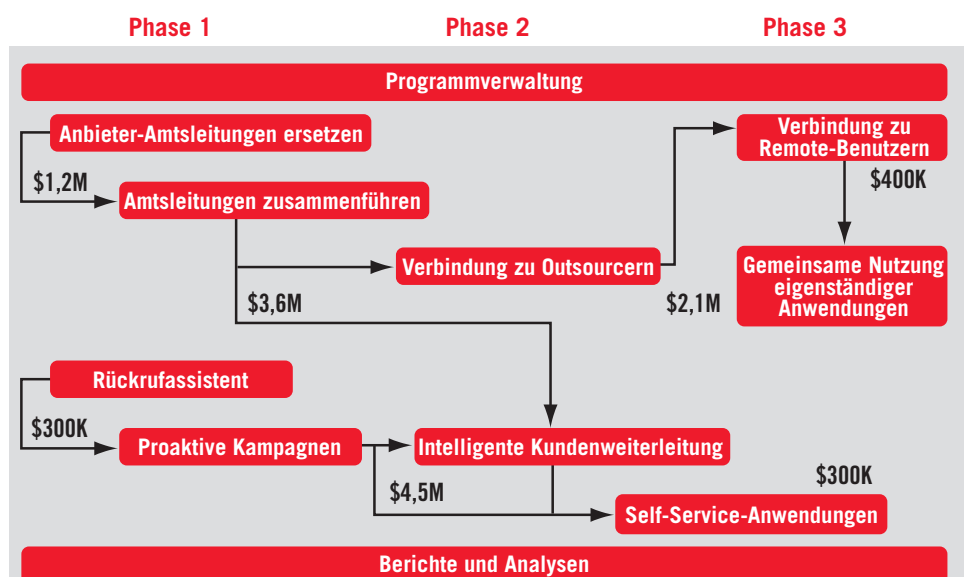 Phase 1
Phase 2
Phase 3
Programmverwaltung
Anbieter-Amtsleitungen ersetzen
Verbindung zu
Remote-Benutzern
$1,2M
$400K
Amtsleitungen zusammenführen
Verbindung zu Outsourcern
Gemeinsame Nutzung
eigenständiger
Anwendungen
$3,6M
$2,1M
Rückrufassistent
$300K
Proaktive Kampagnen
Intelligente Kundenweiterleitung
$4,5M
$300K
Self-Service-Anwendungen
Berichte und Analysen